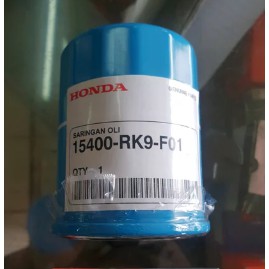 HONDA
SARINGAN OLI
15400-RK9-F01
QTY 1